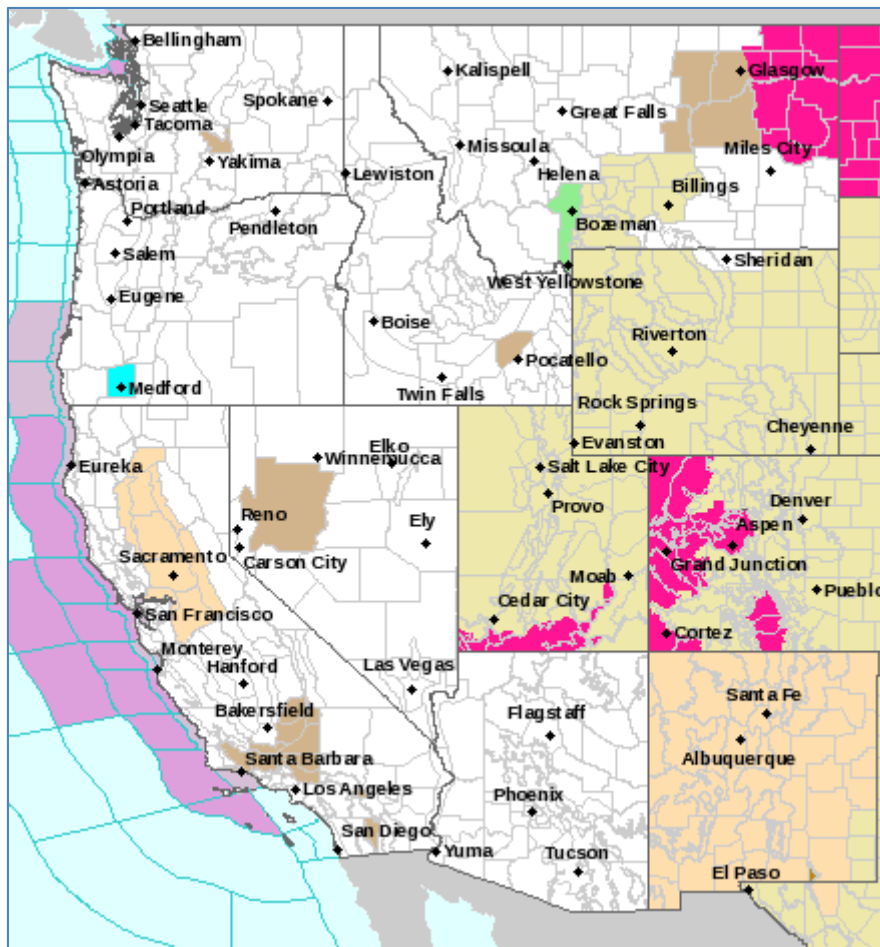 Bellingham
Kalispell
Glasgow
Seattle
Spokane
Great Falls
Tacoma
Missoula
Miles City
Olympia
Yakima
Helena
Lewiston
Astoria
Billings
Portland
Pendleton
Bozeman
Salem
Sheridan
West Yellowstone
Eugene
Boise
Riverton
Pocatello
Medford
Twin Falls
Rock Springs
Cheyenne
Evanston
Elko
Winnemucca
Eureka
Salt Lake City
Provo
Denver
Reno
Ely
Aspen
Sacramento
Carson City
Grand Junction
Moab
Pueblo
Cedar City
San Francisco
Cortez
Monterey
Hanford
Las Vegas
Santa Fe
Bakersfield
Flagstaff
Albuquerque
Santa Barbara
Los Angeles
Phoenix
San Diego
Yuma
Tucson
El Paso